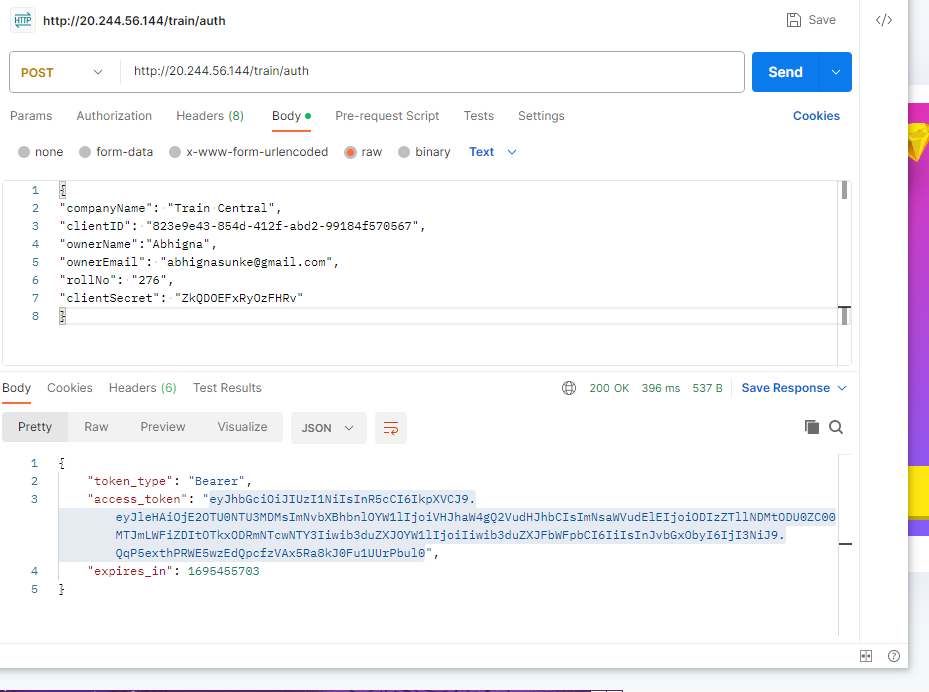 HTTP http://20.244.56.144/train/auth Save </>
POST http://20.244.56.144/train/auth Send
Params Authorization Headers (8) Body Pre-request Script Tests Settings Cookies
none form-data x-www-form-urlencoded raw binary Text
1 {
2 "companyName": "Train Central",
3 "clientID": "823e9e43-854d-412f-abd2-99184f570567",
4 "ownerName":"Abhigna",
5 "ownerEmail": "abhignasunke@gmail.com",
6 "rollNo": "276",
7 "clientSecret": "ZkQDOEFxRyOzFHRv"
8 }
Body Cookies Headers (6) Test Results 200 OK 396 ms 537 B Save Response
Pretty Raw Preview Visualize JSON
1 {
2 "token_type": "Bearer",
3 "access_token": "eyJhbGciOiJIUzI1NiIsInR5cCI6IkpXVCJ9.
eyJleHAiOjE2OTU0NTU3MDMsImNvbXBhbnlOYW1lIjoiVHJhaW4gQ2VudHJhbCIsImNsaWVudElEIjoiODIzZTllNDMtODU0ZC00
MTJmLWFiZDItOTkxODRmNTcwNTY3Iiwib3duZXJOYW1lIjoiIiwib3duZXJFbWFpbCI6IiIsInJvbGxObyI6IjI3NiJ9.
QqP5exthPRWE5wzEdQpcfzVAx5Ra8kJ0Fu1UUrPbul0",
4 "expires_in": 1695455703
5 }